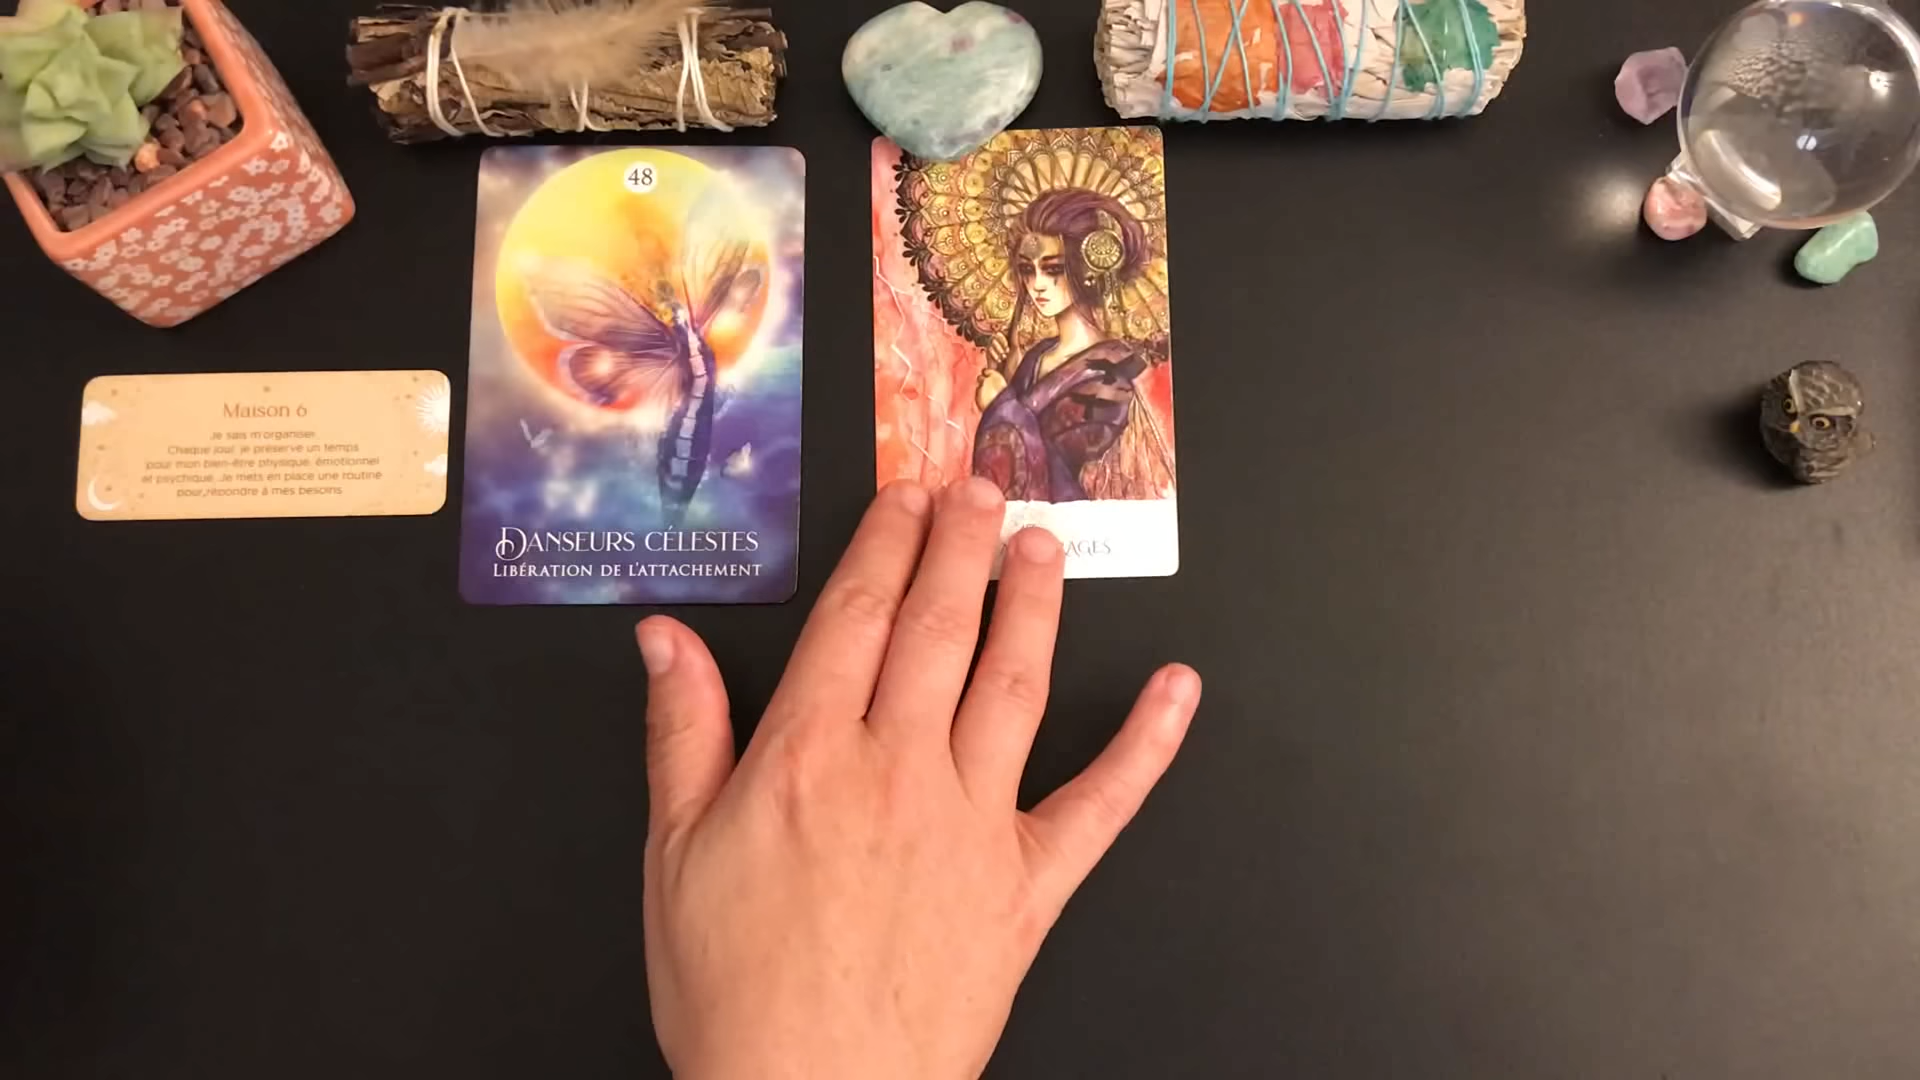 Maison 6
Je sais m'organiser.
Chaque jour, je préserve un temps
pour mon bien-être physique, émotionnel
et psychique. Je mets en place une routine
pour répondre à mes besoins
48
DANSEURS CÉLESTES
LIBÉRATION DE L'ATTACHEMENT